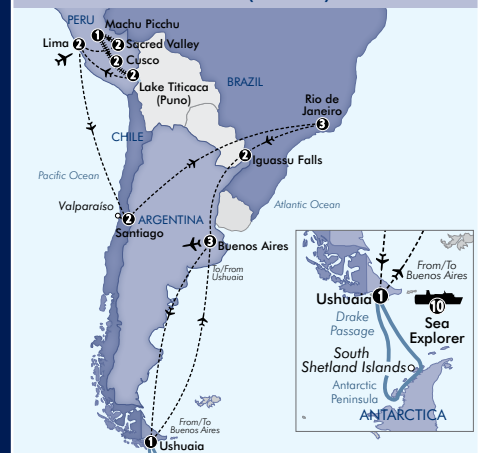 PERU
Machu Picchu
1
Lima 2
2 Sacred Valley
2 Cusco
2
Lake Titicaca
(Puno)
BRAZIL
Rio de
Janeiro
3
CHILE
2 Iguassu Falls
Pacific Ocean
Atlantic Ocean
Valparaíso
2
ARGENTINA
Santiago
3 Buenos Aires
To/From
Ushuaia
From/To
Buenos Aires
1 Ushuaia
From/To
Buenos Aires
Ushuaia 1
10
Drake
Passage
Sea
Explorer
South
Shetland Islands
Antarctic
Peninsula
ANTARCTICA